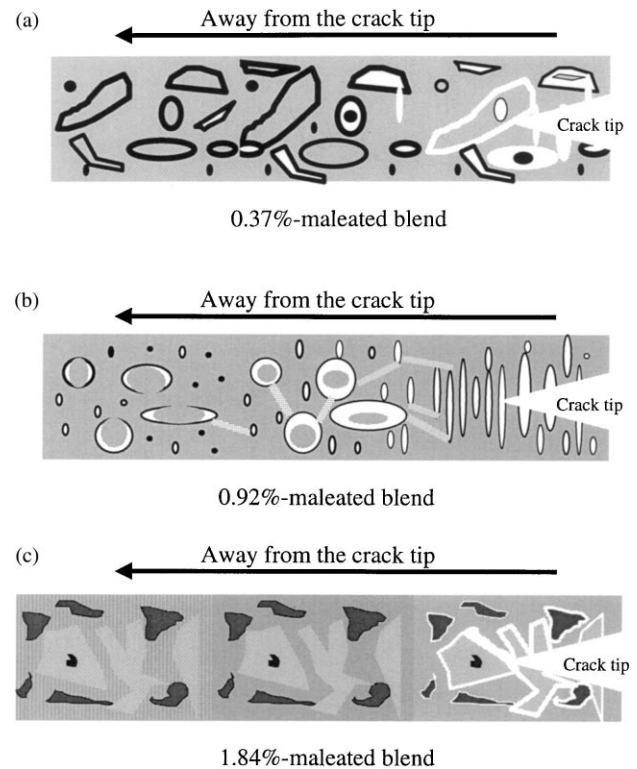 (a)
Away from the crack tip
Crack tip
0.37%-maleated blend
(b)
Away from the crack tip
Crack tip
0.92%-maleated blend
(c)
Away from the crack tip
Crack tip
1.84%-maleated blend